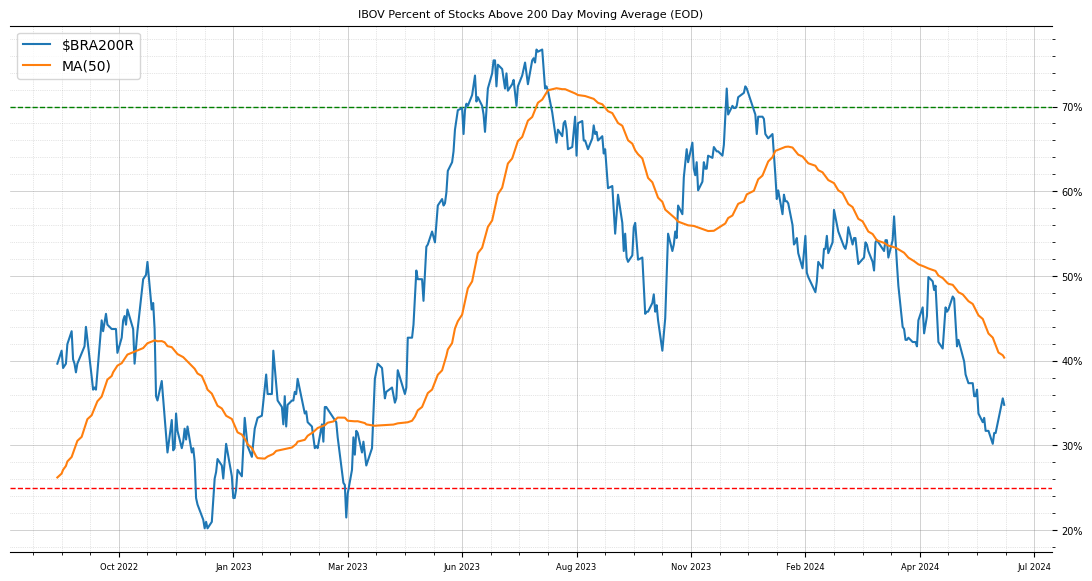 IBOV Percent of Stocks Above 200 Day Moving Average (EOD)
$BRA200R
MA(50)
70%
60%
50%
40%
30%
20%
Oct 2022 Jan 2023 Mar 2023 Jun 2023 Aug 2023 Nov 2023 Feb 2024 Apr 2024 Jul 2024